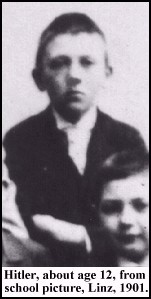 Hitler, about age 12, from
school picture, Linz, 1901.